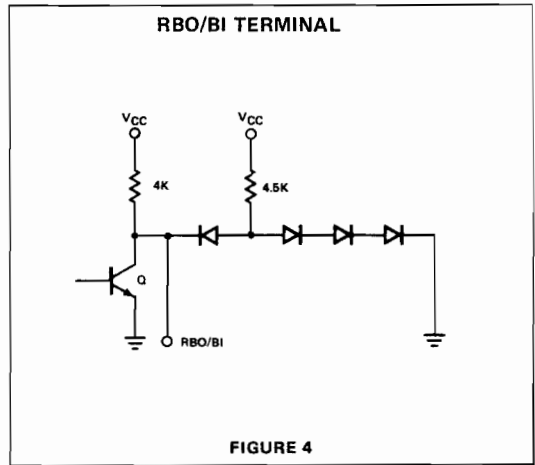 RBO/BI TERMINAL
VCC
VCC
4K
4.5K
Q
RBO/BI
FIGURE 4